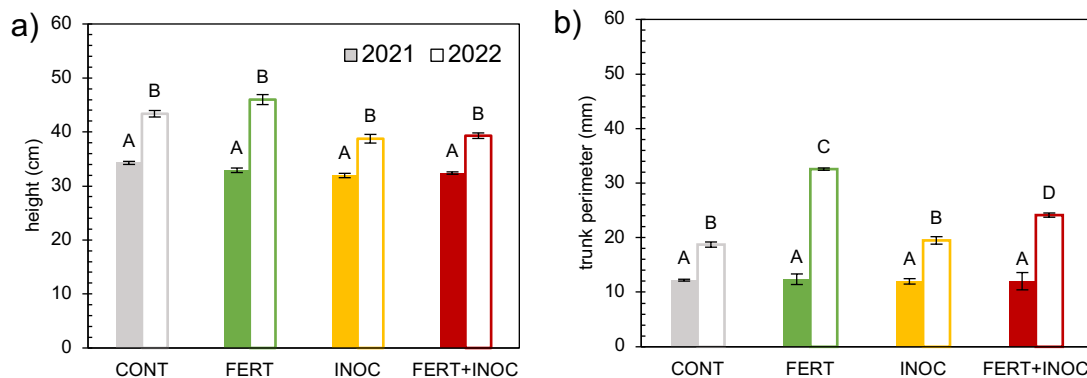 a)
height (cm)
60
50
40
30
20
10
0
2021 2022
A B A B A B A B
CONT FERT INOC FERT+INOC
b)
trunk perimeter (mm)
60
50
40
30
20
10
0
A B A C A B A D
CONT FERT INOC FERT+INOC